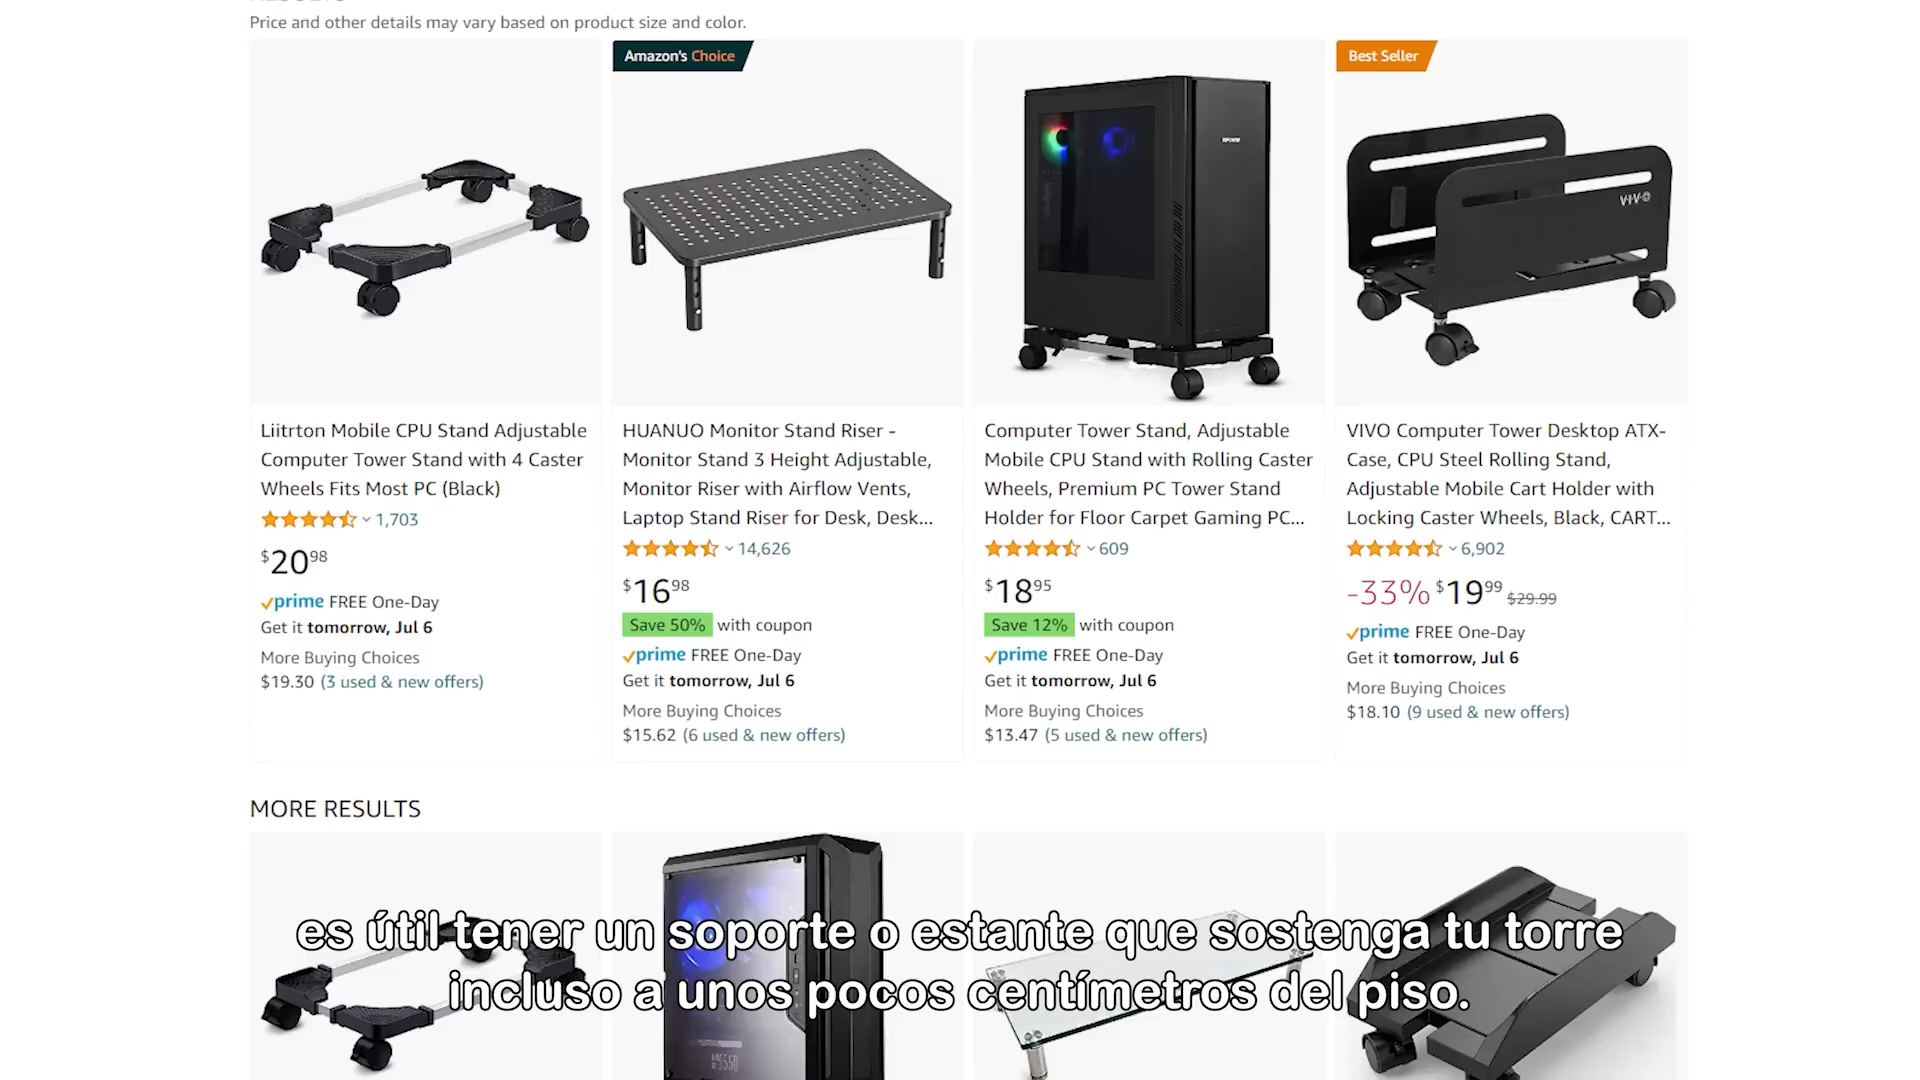 Price and other details may vary based on product size and color.
Amazon's Choice
Best Seller
VIVO
Liitrton Mobile CPU Stand Adjustable
Computer Tower Stand with 4 Caster
Wheels Fits Most PC (Black)
1,703
$2098
prime FREE One-Day
Get it tomorrow, Jul 6
More Buying Choices
$19.30 (3 used & new offers)
HUANUO Monitor Stand Riser -
Monitor Stand 3 Height Adjustable,
Monitor Riser with Airflow Vents,
Laptop Stand Riser for Desk, Desk...
14,626
$1698
Save 50% with coupon
prime FREE One-Day
Get it tomorrow, Jul 6
More Buying Choices
$15.62 (6 used & new offers)
Computer Tower Stand, Adjustable
Mobile CPU Stand with Rolling Caster
Wheels, Premium PC Tower Stand
Holder for Floor Carpet Gaming PC...
609
$1895
Save 12% with coupon
prime FREE One-Day
Get it tomorrow, Jul 6
More Buying Choices
$13.47 (5 used & new offers)
VIVO Computer Tower Desktop ATX-
Case, CPU Steel Rolling Stand,
Adjustable Mobile Cart Holder with
Locking Caster Wheels, Black, CART...
6,902
-33% $1999 $29.99
prime FREE One-Day
Get it tomorrow, Jul 6
More Buying Choices
$18.10 (9 used & new offers)
MORE RESULTS
es útil tener un soporte o estante que sostenga tu torre
incluso a unos pocos centímetros del piso.